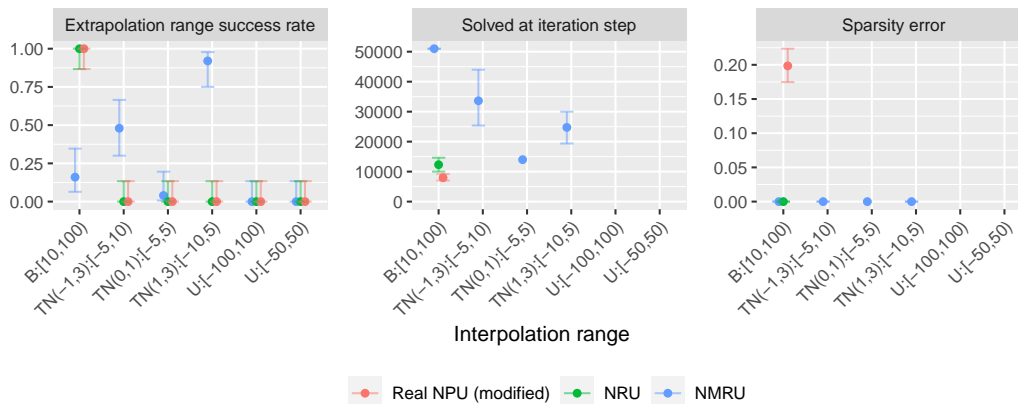 Extrapolation range success rate
Solved at iteration step
Sparsity error
1.00
0.75
0.50
0.25
0.00
50000
40000
30000
20000
10000
0
0.20
0.15
0.10
0.05
0.00
B:[10,100)
TN(−1,3):[−5,10)
TN(0,1):[−5,5)
TN(1,3):[−10,5)
U:[−100,100)
U:[−50,50)
B:[10,100)
TN(−1,3):[−5,10)
TN(0,1):[−5,5)
TN(1,3):[−10,5)
U:[−100,100)
U:[−50,50)
B:[10,100)
TN(−1,3):[−5,10)
TN(0,1):[−5,5)
TN(1,3):[−10,5)
U:[−100,100)
U:[−50,50)
Interpolation range
Real NPU (modified) NRU NMRU